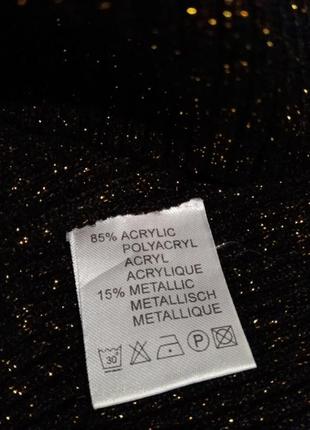 85% ACRYLIC
POLYACRYL
ACRYL
ACRYLIQUE
15% METALLIC
METALLISCH
METALLIQUE
30° P